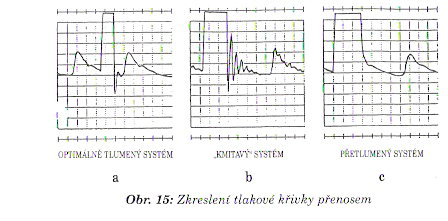 OPTIMÁLNĚ TLUMENÝ SYSTÉM
„KMITAVÝ“ SYSTÉM
PŘETLUMENÝ SYSTÉM
a
b
c
Obr. 15: Zkreslení tlakové křivky přenosem